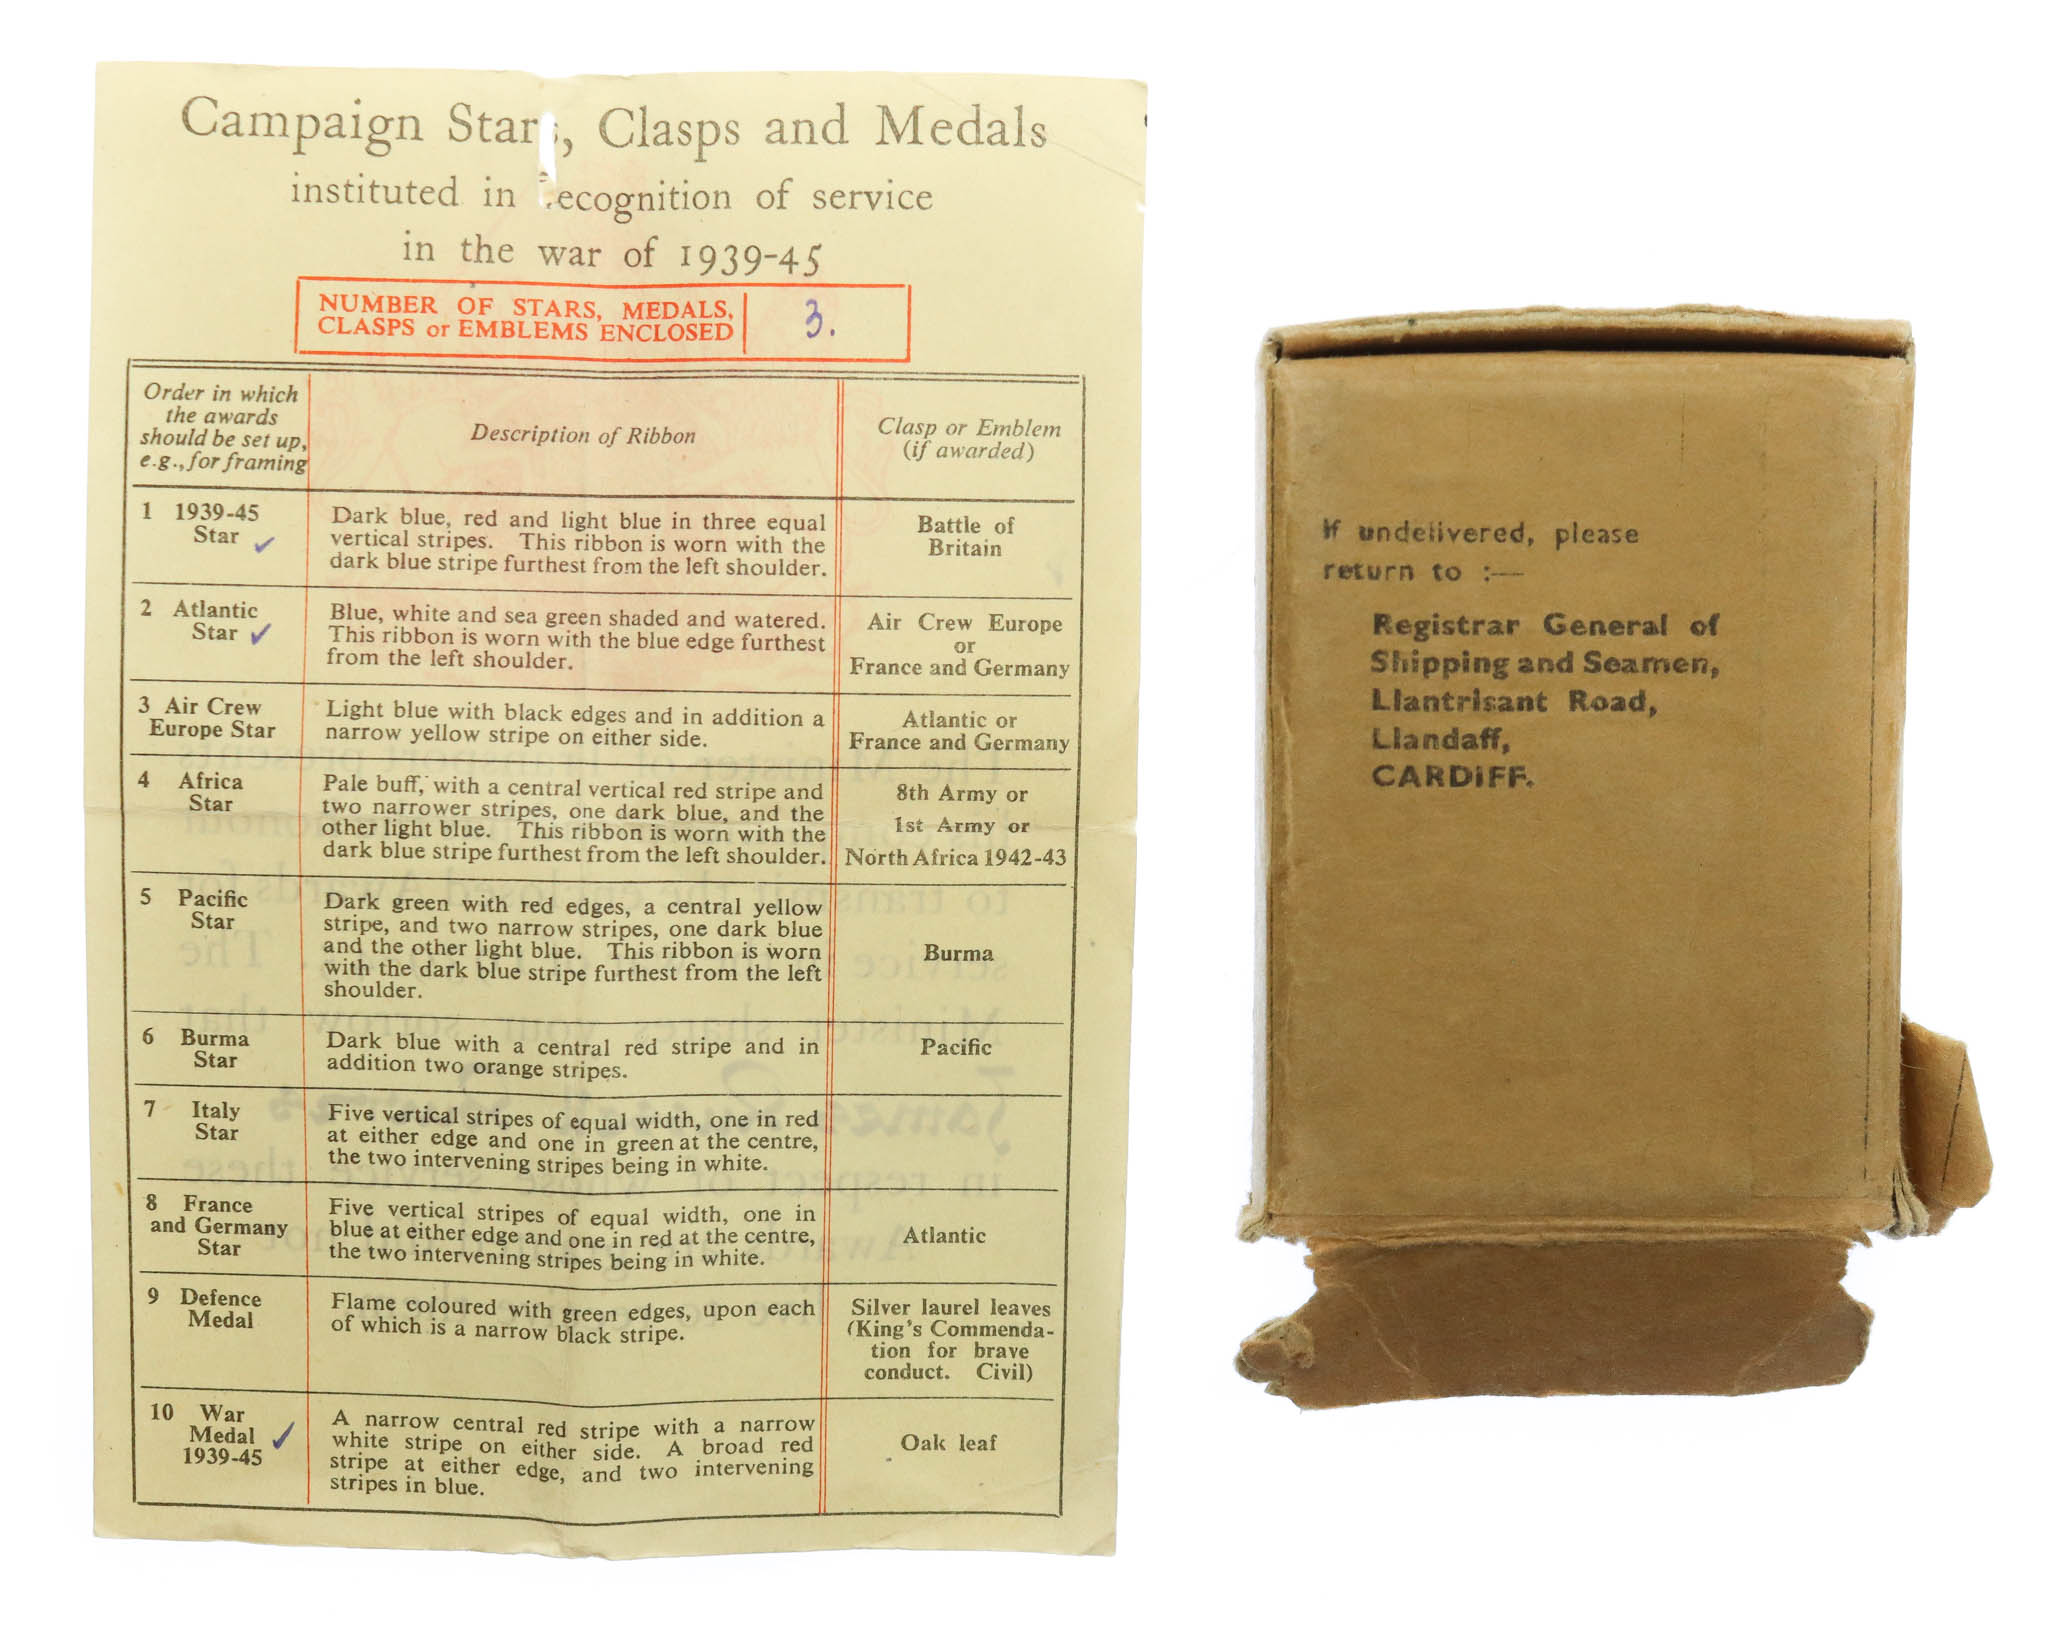 Campaign Stars, Clasps and Medals
instituted in recognition of service
in the war of 1939-45
NUMBER OF STARS, MEDALS,
CLASPS or EMBLEMS ENCLOSED
3.
Order in which
the awards
should be set up,
e.g., for framing
Description of Ribbon
Clasp or Emblem
(if awarded)
1 1939-45
Star ✓
Dark blue, red and light blue in three equal
vertical stripes. This ribbon is worn with the
dark blue stripe furthest from the left shoulder.
Battle of
Britain
2 Atlantic
Star ✓
Blue, white and sea green shaded and watered.
This ribbon is worn with the blue edge furthest
from the left shoulder.
Air Crew Europe
or
France and Germany
3 Air Crew
Europe Star
Light blue with black edges and in addition a
narrow yellow stripe on either side.
Atlantic or
France and Germany
4 Africa
Star
Pale buff, with a central vertical red stripe and
two narrower stripes, one dark blue, and the
other light blue. This ribbon is worn with the
dark blue stripe furthest from the left shoulder.
8th Army or
1st Army or
North Africa 1942-43
5 Pacific
Star
Dark green with red edges, a central yellow
stripe, and two narrow stripes, one dark blue
and the other light blue. This ribbon is worn
with the dark blue stripe furthest from the left
shoulder.
Burma
6 Burma
Star
Dark blue with a central red stripe and in
addition two orange stripes.
Pacific
7 Italy
Star
Five vertical stripes of equal width, one in red
at either edge and one in green at the centre,
the two intervening stripes being in white.
8 France
and Germany
Star
Five vertical stripes of equal width, one in
blue at either edge and one in red at the centre,
the two intervening stripes being in white.
Atlantic
9 Defence
Medal
Flame coloured with green edges, upon each
of which is a narrow black stripe.
Silver laurel leaves
(King's Commenda-
tion for brave
conduct. Civil)
10 War
Medal ✓
1939-45
A narrow central red stripe with a narrow
white stripe on either side. A broad red
stripe at either edge, and two intervening
stripes in blue.
Oak leaf
If undelivered, please
return to :—
Registrar General of
Shipping and Seamen,
Llantrisant Road,
Llandaff,
CARDIFF.